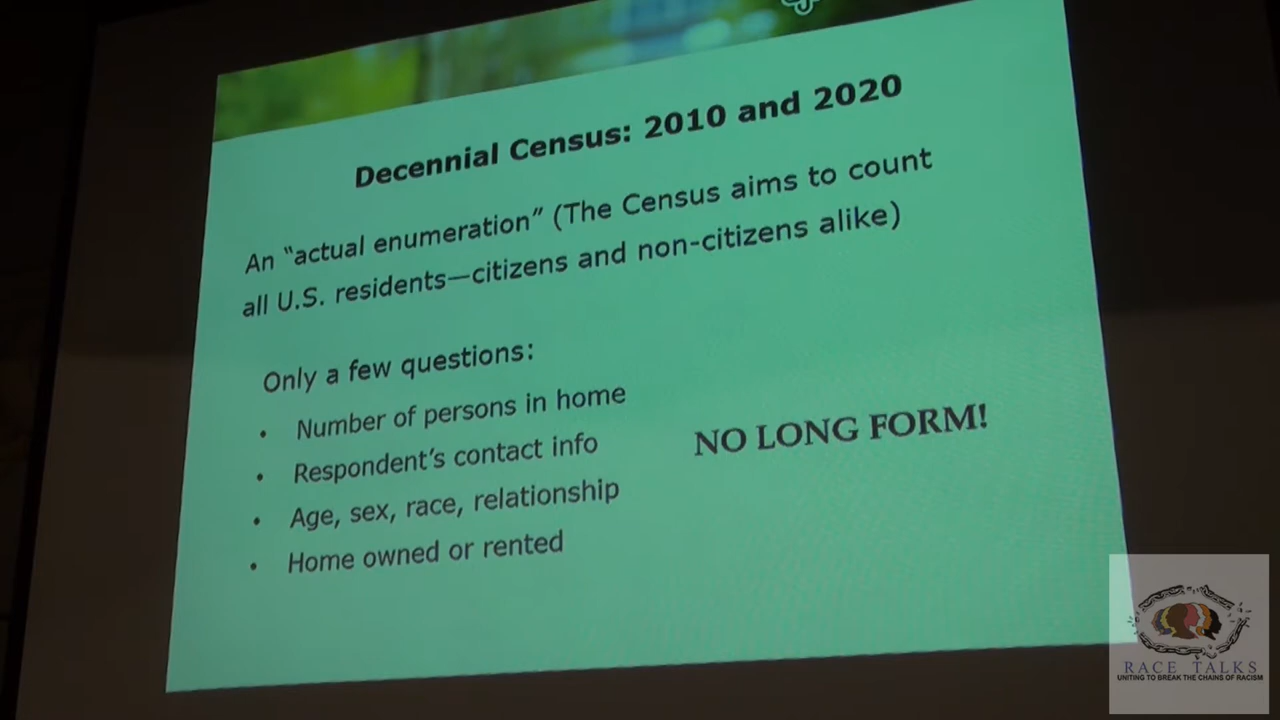 Decennial Census: 2010 and 2020
An “actual enumeration” (The Census aims to count
all U.S. residents—citizens and non-citizens alike)
Only a few questions:
• Number of persons in home
• Respondent’s contact info
• Age, sex, race, relationship
• Home owned or rented
NO LONG FORM!
RACE TALKS
UNITING TO BREAK THE CHAINS OF RACISM